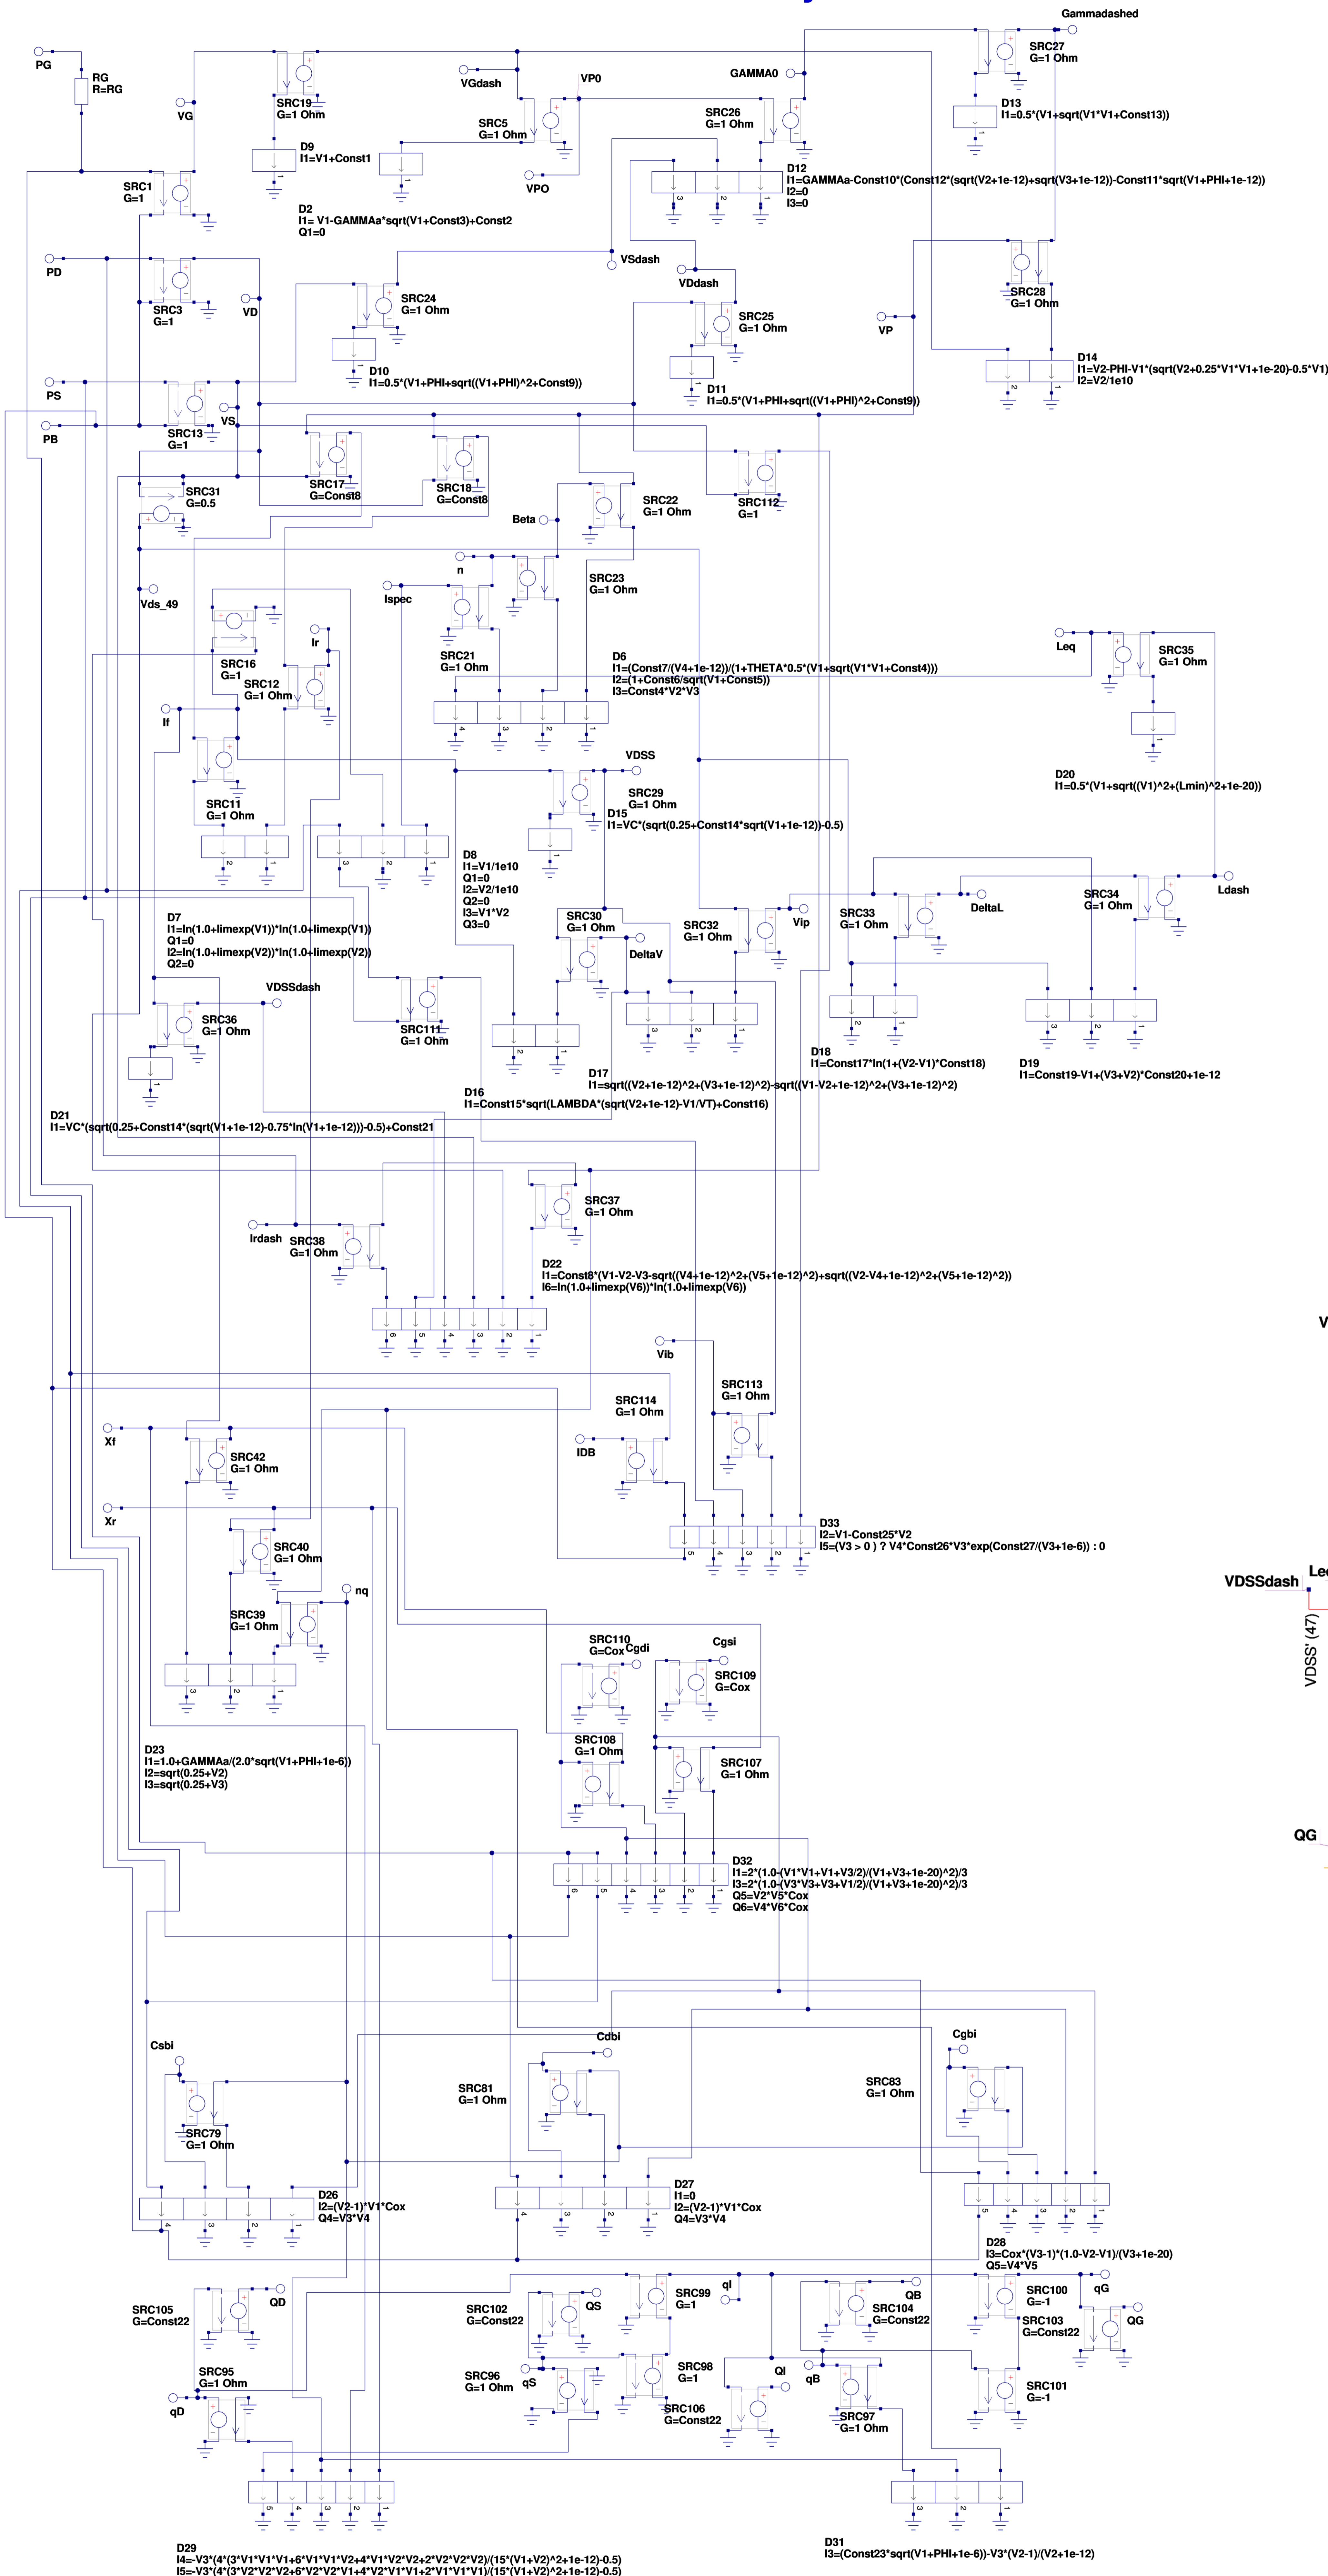 Gammadashed
PG
RG
R=RG
VG
SRC19
G=1 Ohm
D9
I1=V1+Const1
VGdash
VP0
SRC5
G=1 Ohm
VPO
GAMMA0
SRC26
G=1 Ohm
SRC27
G=1 Ohm
D13
I1=0.5*(V1+sqrt(V1*V1+Const13))
D12
I1=GAMMAa-Const10*(Const12*(sqrt(V2+1e-12)+sqrt(V3+1e-12))-Const11*sqrt(V1+PHI+1e-12))
I2=0
I3=0
SRC1
G=1
D2
I1= V1-GAMMAa*sqrt(V1+Const3)+Const2
Q1=0
PD
SRC3
G=1
VD
SRC24
G=1 Ohm
VSdash
VDdash
SRC25
G=1 Ohm
VP
SRC28
G=1 Ohm
D10
I1=0.5*(V1+PHI+sqrt((V1+PHI)^2+Const9))
D11
I1=0.5*(V1+PHI+sqrt((V1+PHI)^2+Const9))
D14
I1=V2-PHI-V1*(sqrt(V2+0.25*V1*V1+1e-20)-0.5*V1)
I2=V2/1e10
PS
SRC13
G=1
VS
PB
SRC31
G=0.5
SRC17
G=Const8
SRC18
G=Const8
SRC22
G=1 Ohm
SRC112
G=1
Beta
n
SRC23
G=1 Ohm
Vds_49
Ispec
SRC16
G=1
Ir
SRC12
G=1 Ohm
SRC21
G=1 Ohm
D6
I1=(Const7/(V4+1e-12))/(1+THETA*0.5*(V1+sqrt(V1*V1+Const4)))
I2=(1+Const6/sqrt(V1+Const5))
I3=Const4*V2*V3
Leq
SRC35
G=1 Ohm
If
SRC11
G=1 Ohm
VDSS
SRC29
G=1 Ohm
D15
I1=VC*(sqrt(0.25+Const14*sqrt(V1+1e-12))-0.5)
D20
I1=0.5*(V1+sqrt((V1)^2+(Lmin)^2+1e-20))
D8
I1=V1/1e10
Q1=0
I2=V2/1e10
Q2=0
I3=V1*V2
Q3=0
D7
I1=ln(1.0+limexp(V1))*ln(1.0+limexp(V1))
Q1=0
I2=ln(1.0+limexp(V2))*ln(1.0+limexp(V2))
Q2=0
SRC30
G=1 Ohm
DeltaV
SRC32
G=1 Ohm
Vip
SRC33
G=1 Ohm
DeltaL
SRC34
G=1 Ohm
Ldash
VDSSdash
SRC36
G=1 Ohm
SRC111
G=1 Ohm
D18
I1=Const17*ln(1+(V2-V1)*Const18)
D19
I1=Const19-V1+(V3+V2)*Const20+1e-12
D17
I1=sqrt((V2+1e-12)^2+(V3+1e-12)^2)-sqrt((V1-V2+1e-12)^2+(V3+1e-12)^2)
D16
I1=Const15*sqrt(LAMBDA*(sqrt(V2+1e-12)-V1/VT)+Const16)
D21
I1=VC*(sqrt(0.25+Const14*(sqrt(V1+1e-12)-0.75*ln(V1+1e-12)))-0.5)+Const21
SRC37
G=1 Ohm
Irdash
SRC38
G=1 Ohm
D22
I1=Const8*(V1-V2-V3-sqrt((V4+1e-12)^2+(V5+1e-12)^2)+sqrt((V2-V4+1e-12)^2+(V5+1e-12)^2))
I6=ln(1.0+limexp(V6))*ln(1.0+limexp(V6))
V
Vib
SRC113
G=1 Ohm
SRC114
G=1 Ohm
IDB
Xf
SRC42
G=1 Ohm
Xr
SRC40
G=1 Ohm
D33
I2=V1-Const25*V2
I5=(V3 > 0 ) ? V4*Const26*V3*exp(Const27/(V3+1e-6)) : 0
nq
SRC39
G=1 Ohm
VDSSdash
VDSS' (47)
SRC110
G=Cox
Cgdi
Cgsi
SRC109
G=Cox
SRC108
G=1 Ohm
SRC107
G=1 Ohm
D23
I1=1.0+GAMMAa/(2.0*sqrt(V1+PHI+1e-6))
I2=sqrt(0.25+V2)
I3=sqrt(0.25+V3)
QG
D32
I1=2*(1.0-(V1*V1+V1+V3/2)/(V1+V3+1e-20)^2)/3
I3=2*(1.0-(V3*V3+V3+V1/2)/(V1+V3+1e-20)^2)/3
Q5=V2*V5*Cox
Q6=V4*V6*Cox
Csbi
SRC79
G=1 Ohm
Cdbi
SRC81
G=1 Ohm
Cgbi
SRC83
G=1 Ohm
D26
I2=(V2-1)*V1*Cox
Q4=V3*V4
D27
I1=0
I2=(V2-1)*V1*Cox
Q4=V3*V4
D28
I3=Cox*(V3-1)*(1.0-V2-V1)/(V3+1e-20)
Q5=V4*V5
SRC105
G=Const22
QD
SRC102
G=Const22
QS
SRC99
G=1
qI
QB
SRC104
G=Const22
SRC100
G=-1
qG
SRC103
G=Const22
QG
SRC95
G=1 Ohm
qD
SRC96
G=1 Ohm
qS
SRC98
G=1
SRC106
G=Const22
QI
qB
SRC97
G=1 Ohm
SRC101
G=-1
D29
I4=-V3*(4*(3*V1*V1*V1+6*V1*V1*V2+4*V1*V2*V2+2*V2*V2*V2)/(15*(V1+V2)^2+1e-12)-0.5)
I5=-V3*(4*(3*V2*V2*V2+6*V2*V2*V1+4*V2*V1*V1+2*V1*V1*V1)/(15*(V1+V2)^2+1e-12)-0.5)
D31
I3=(Const23*sqrt(V1+PHI+1e-6))-V3*(V2-1)/(V2+1e-12)